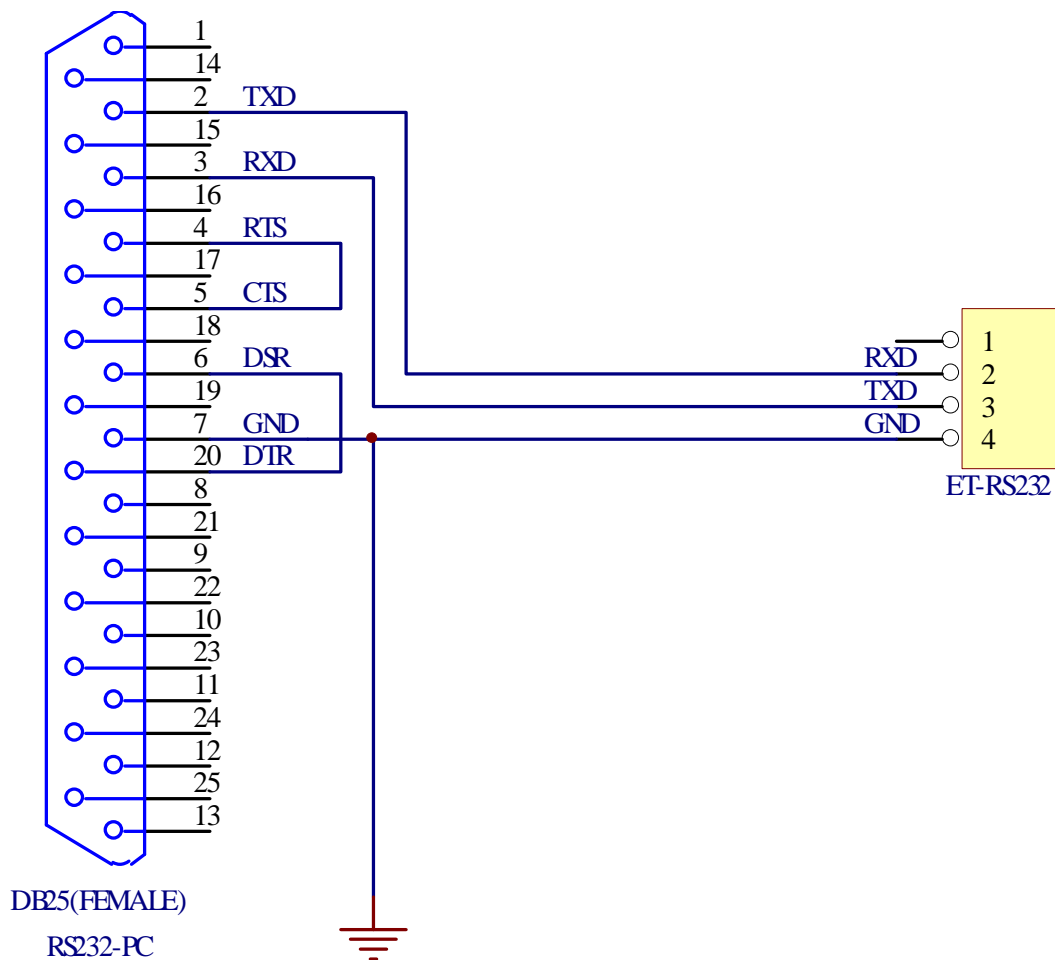 1
14
2 TXD
15
3 RXD
16
4 RTS
17
5 CTS
18
6 DSR
19
7 GND
20 DTR
8
21
9
22
10
23
11
24
12
25
13
DB25(FEMALE)
RS232-PC
1
RXD 2
TXD 3
GND 4
ET-RS232